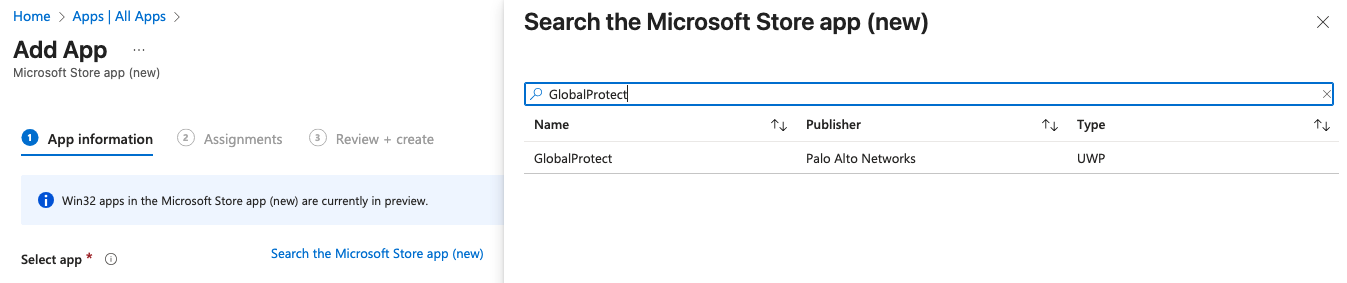 Home > Apps | All Apps >
Add App ...
Microsoft Store app (new)
1 App information 2 Assignments 3 Review + create
Win32 apps in the Microsoft Store app (new) are currently in preview.
Select app * Search the Microsoft Store app (new)
Search the Microsoft Store app (new)
GlobalProtect
Name Publisher Type
GlobalProtect Palo Alto Networks UWP